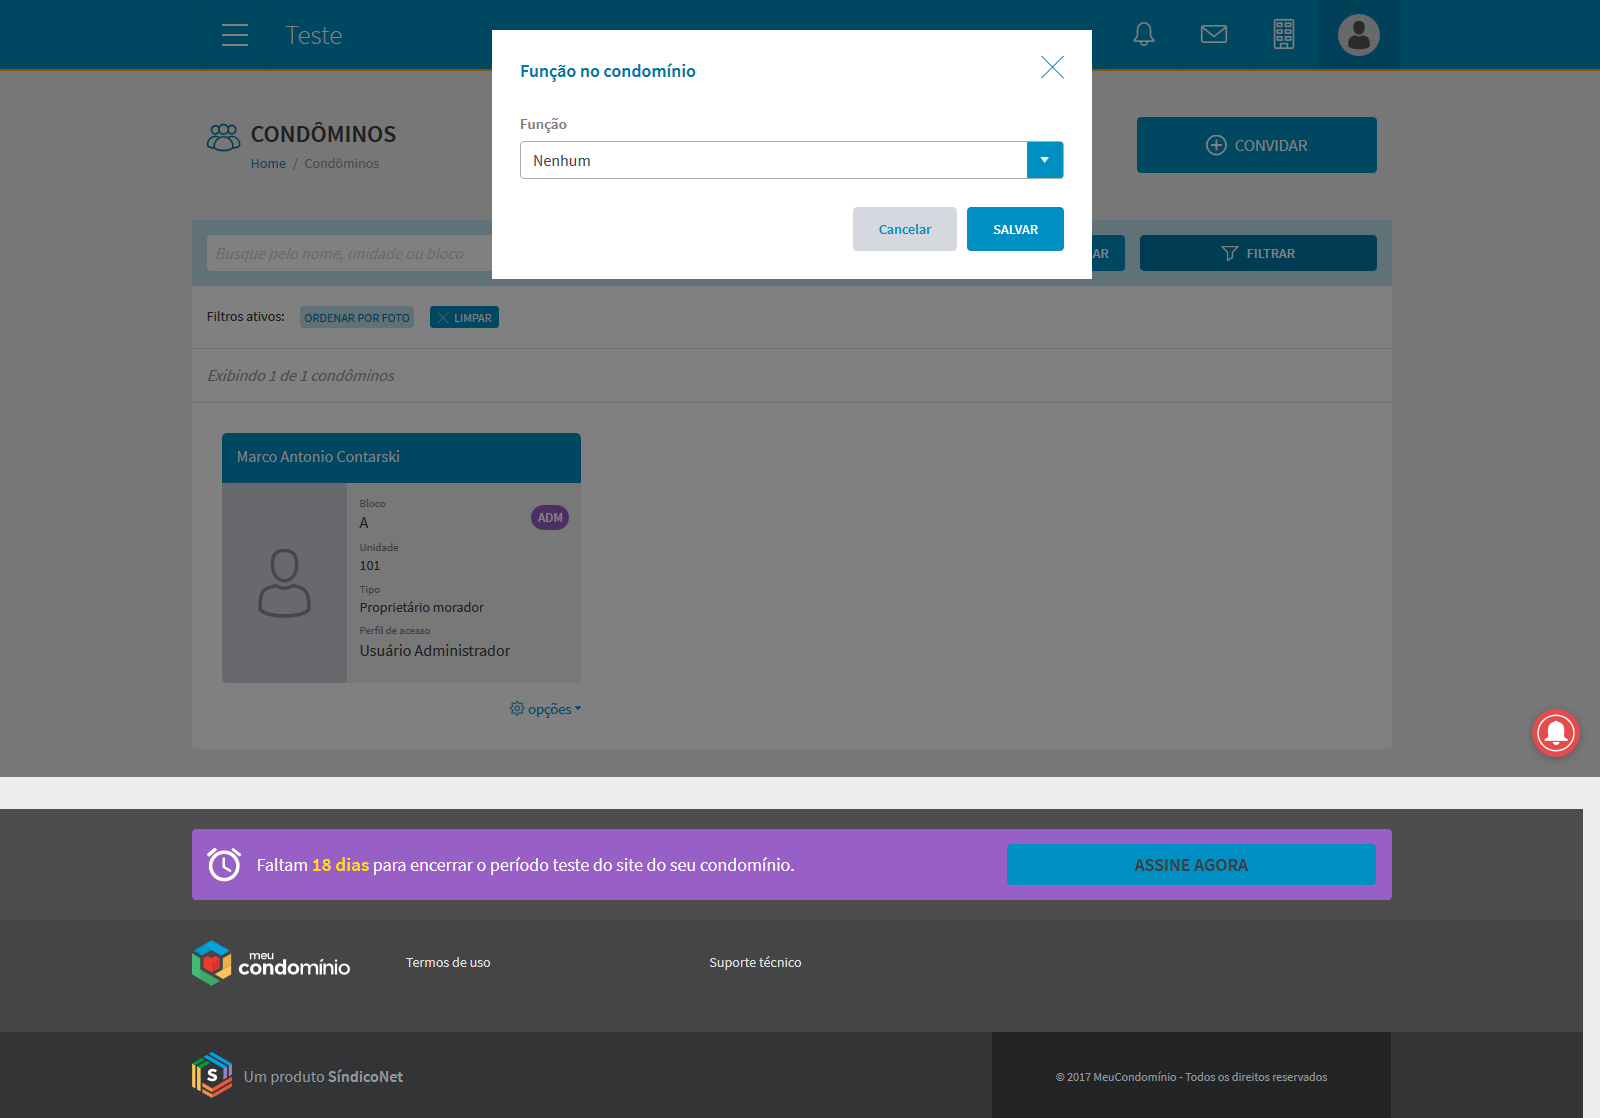 Teste
Função no condomínio
Função
Nenhum
Cancelar
SALVAR
CONDÔMINOS
Home / Condôminos
CONVIDAR
Busque pelo nome, unidade ou bloco
AR
FILTRAR
Filtros ativos:
ORDENAR POR FOTO
LIMPAR
Exibindo 1 de 1 condôminos
Marco Antonio Contarski
Bloco
A
ADM
Unidade
101
Tipo
Proprietário morador
Perfil de acesso
Usuário Administrador
opções
Faltam 18 dias para encerrar o período teste do site do seu condomínio.
ASSINE AGORA
meu
condomínio
Termos de uso
Suporte técnico
S
Um produto SíndicoNet
© 2017 MeuCondomínio - Todos os direitos reservados